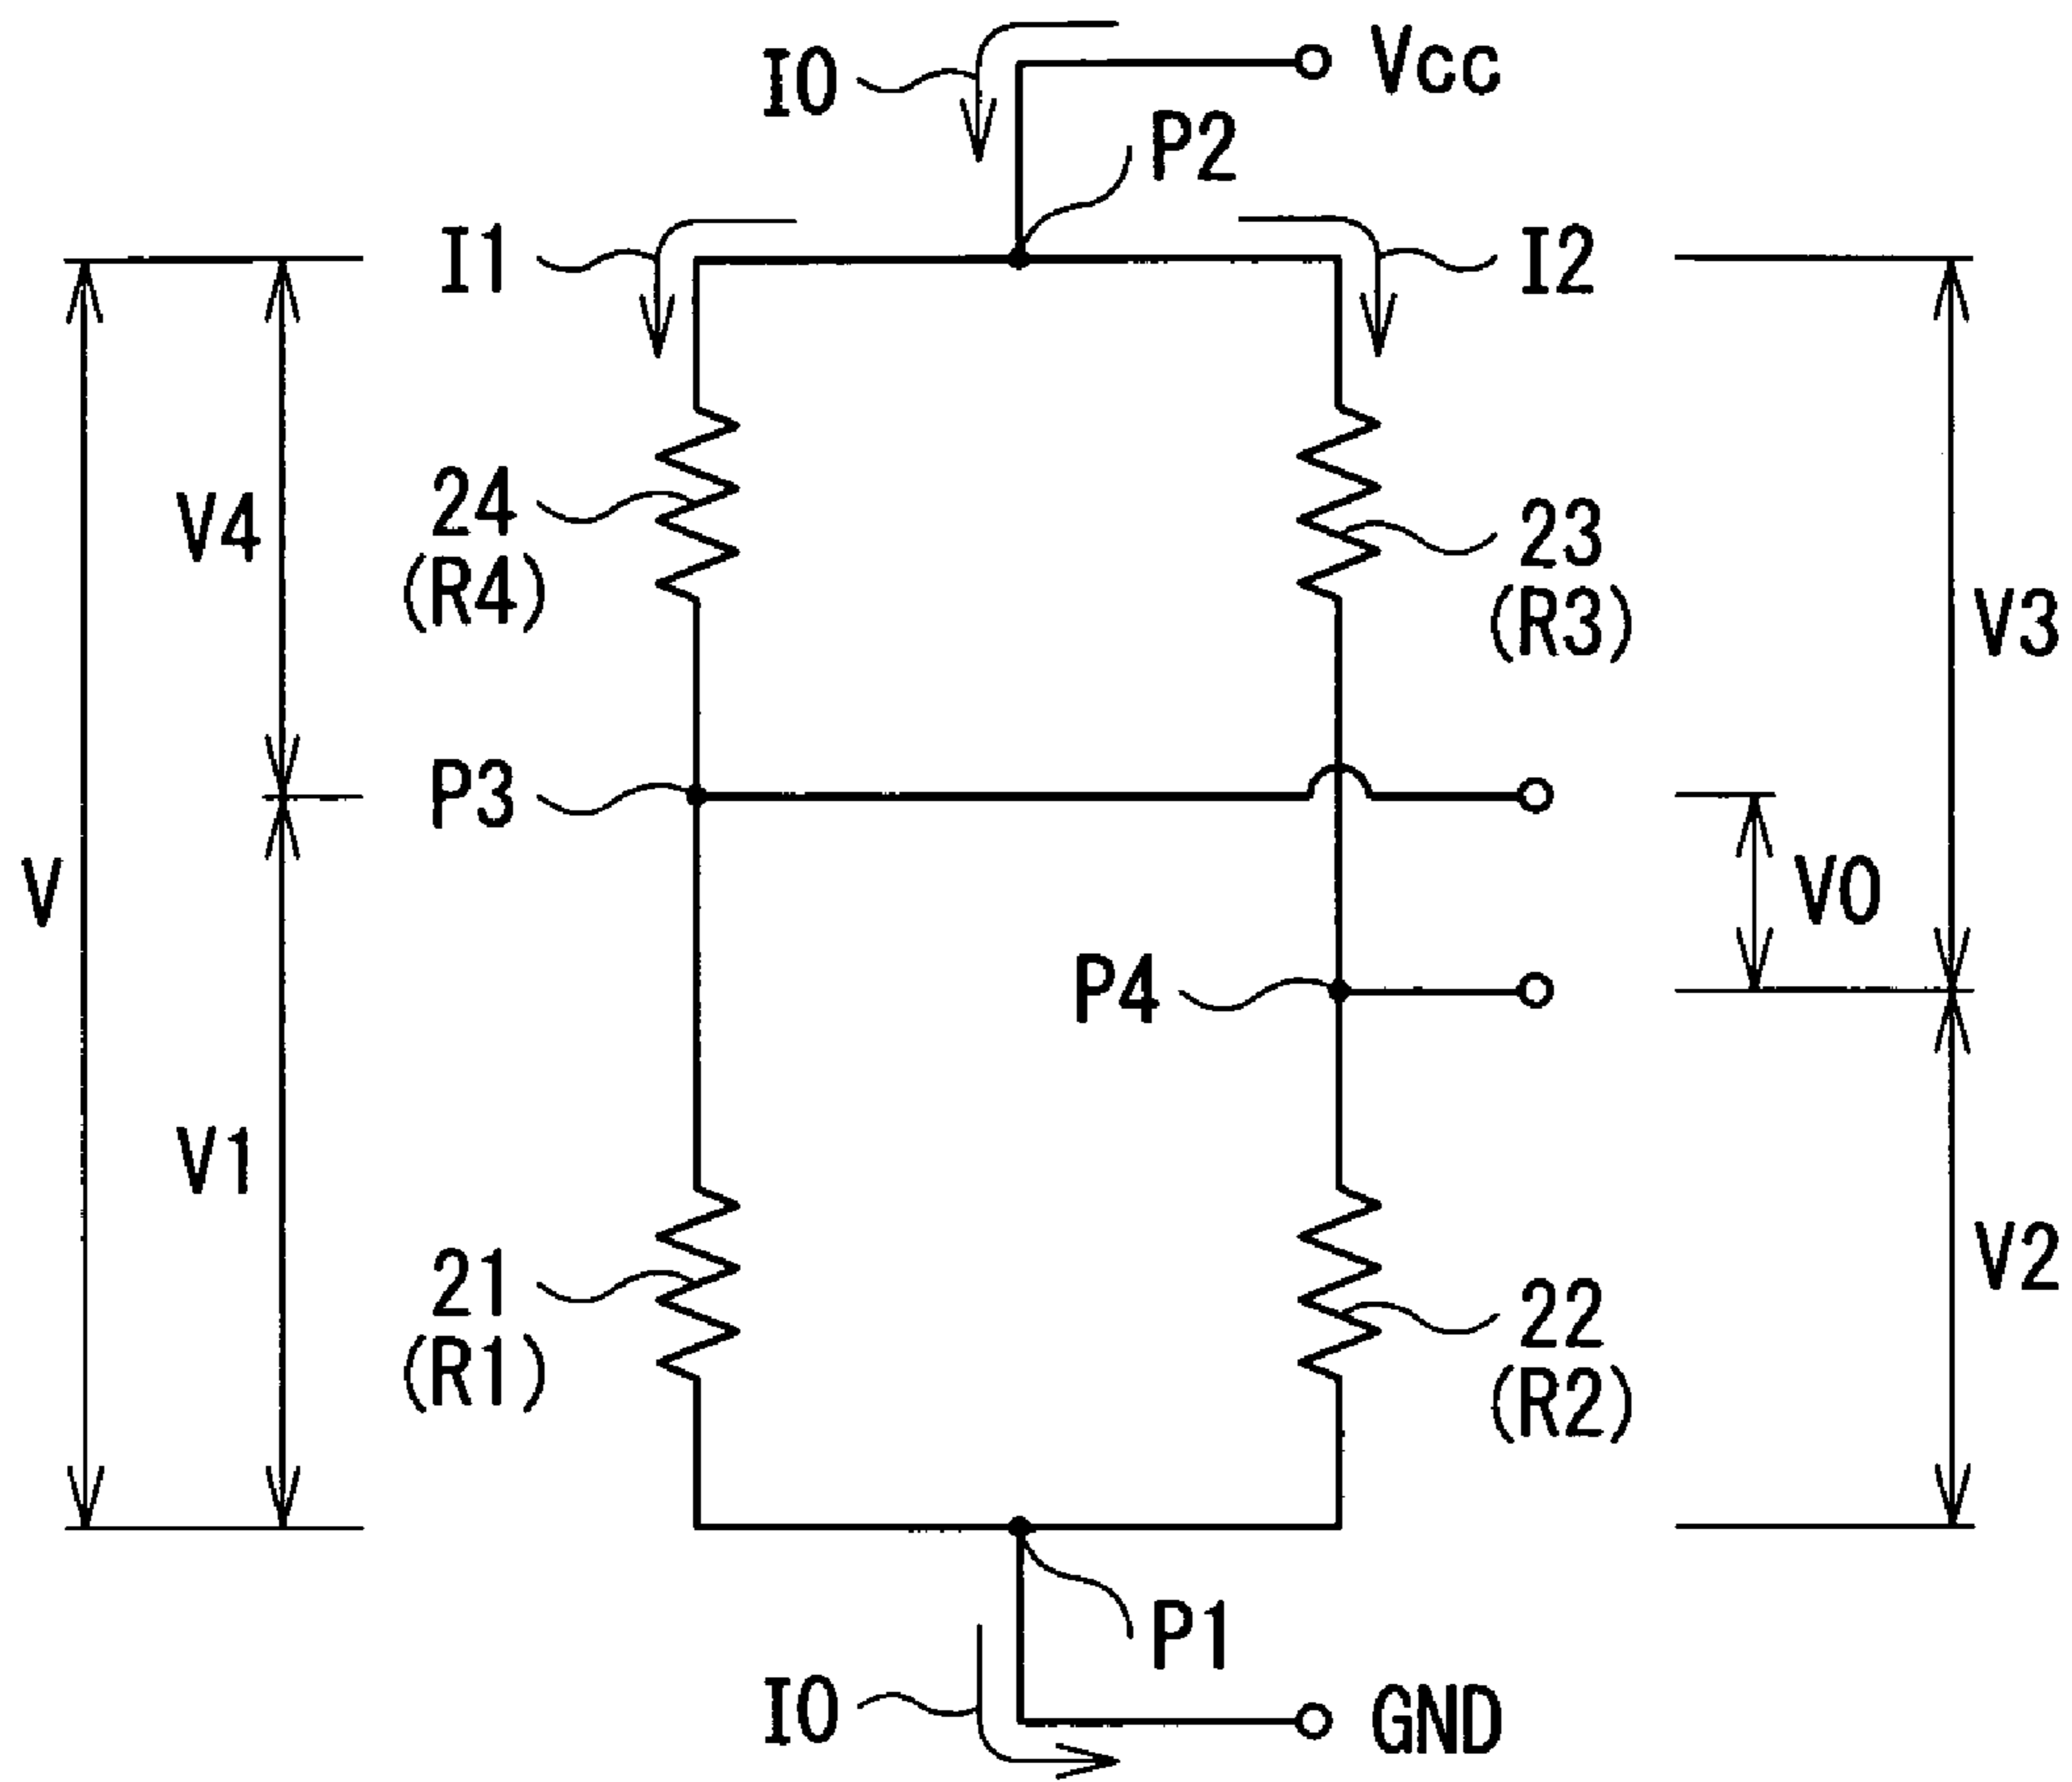 I0
Vcc
P2
I1
I2
24
(R4)
23
(R3)
V4
V3
P3
V
V0
P4
V1
21
(R1)
22
(R2)
V2
P1
I0
GND